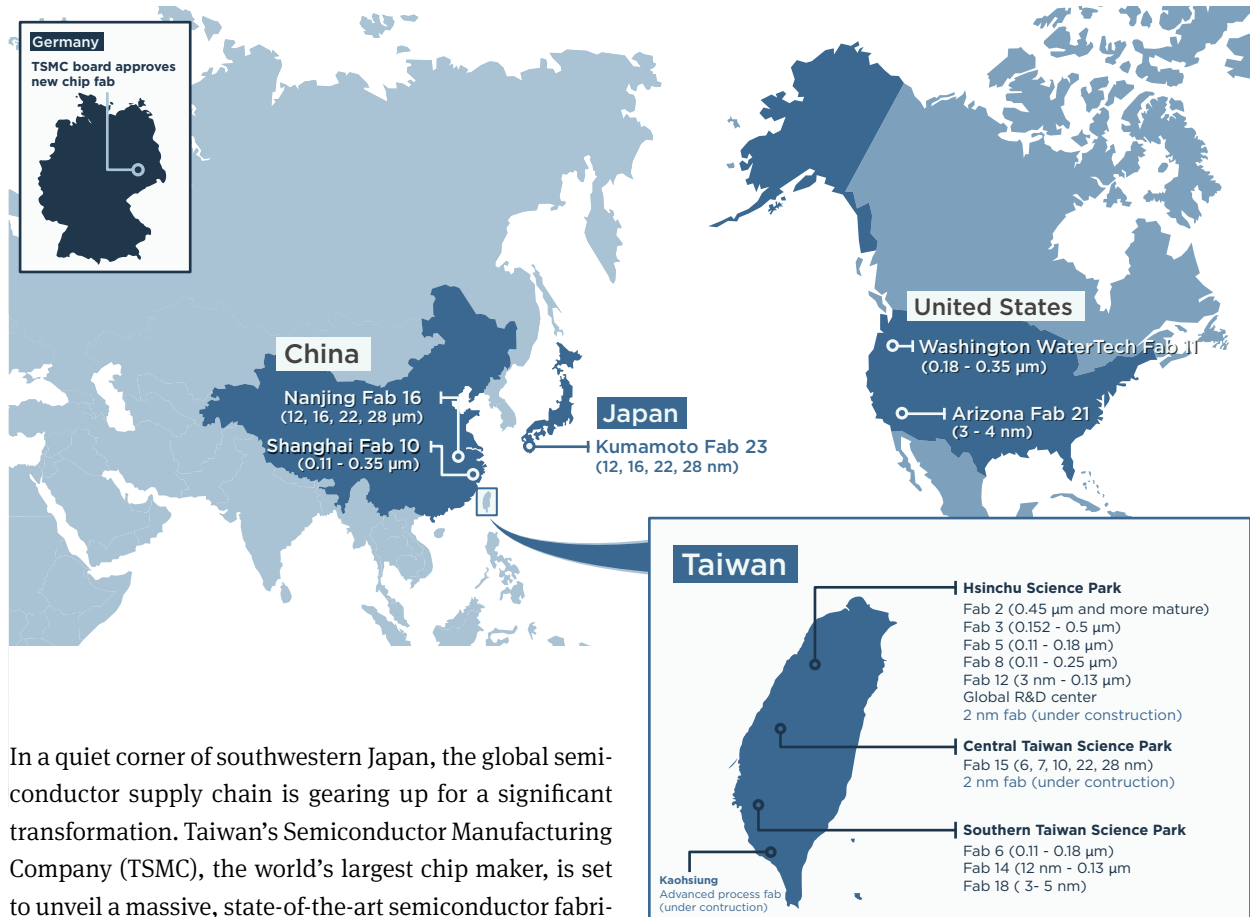 Germany
TSMC board approves
new chip fab
China
Nanjing Fab 16
(12, 16, 22, 28 μm)
Shanghai Fab 10
(0.11 - 0.35 μm)
Japan
Kumamoto Fab 23
(12, 16, 22, 28 nm)
United States
Washington WaterTech Fab 11
(0.18 - 0.35 μm)
Arizona Fab 21
(3 - 4 nm)
Taiwan
Hsinchu Science Park
Fab 2 (0.45 μm and more mature)
Fab 3 (0.152 - 0.5 μm)
Fab 5 (0.11 - 0.18 μm)
Fab 8 (0.11 - 0.25 μm)
Fab 12 (3 nm - 0.13 μm)
Global R&D center
2 nm fab (under construction)
Central Taiwan Science Park
Fab 15 (6, 7, 10, 22, 28 nm)
2 nm fab (under contruction)
Southern Taiwan Science Park
Fab 6 (0.11 - 0.18 μm)
Fab 14 (12 nm - 0.13 μm
Fab 18 ( 3- 5 nm)
Kaohsiung
Advanced process fab
(under contruction)
In a quiet corner of southwestern Japan, the global semi-
conductor supply chain is gearing up for a significant
transformation. Taiwan’s Semiconductor Manufacturing
Company (TSMC), the world’s largest chip maker, is set
to unveil a massive, state-of-the-art semiconductor fabri-